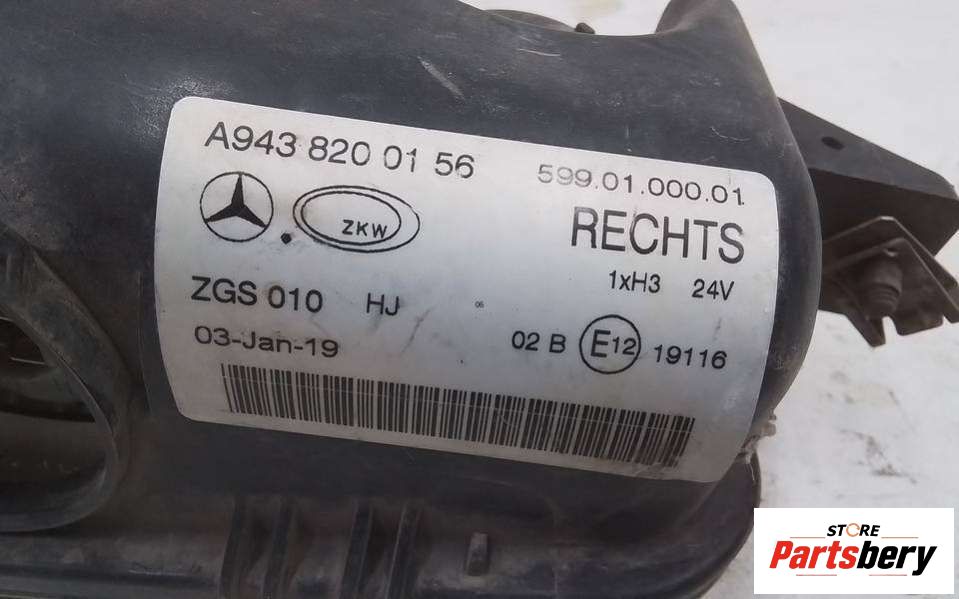 A943 820 01 56 599.01.000.01
ZKW RECHTS
1xH3 24V
ZGS 010 HJ 06
03-Jan-19 02 B E12 19116
STORE
Partsbery